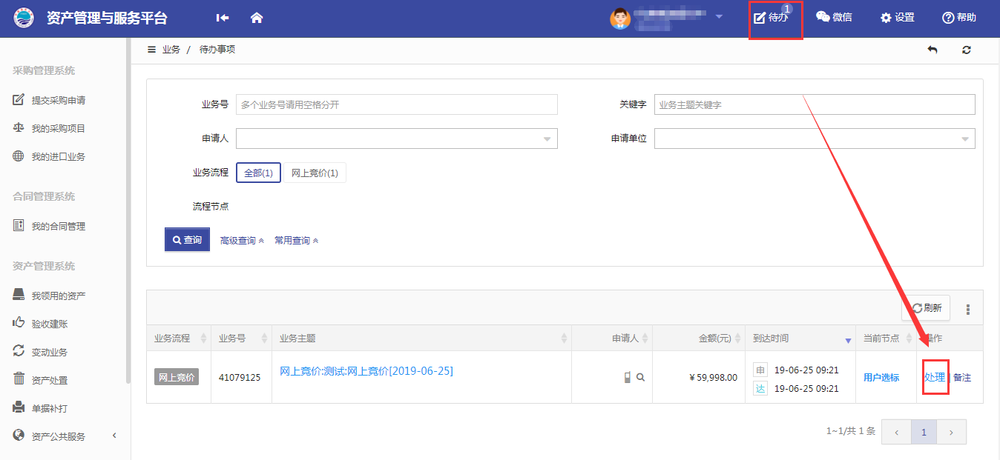 资产管理与服务平台
待办 1
微信
设置
帮助
业务 / 待办事项
采购管理系统
提交采购申请
我的采购项目
我的进口业务
合同管理系统
我的合同管理
资产管理系统
我领用的资产
验收建账
变动业务
资产处置
单据补打
资产公共服务
业务号 多个业务号请用空格分开
关键字 业务主题关键字
申请人
申请单位
业务流程 全部(1) 网上竞价(1)
流程节点
查询 高级查询 常用查询
刷新
业务流程 业务号 业务主题 申请人 金额(元) 到达时间 当前节点 操作
网上竞价 41079125 网上竞价:测试:网上竞价[2019-06-25] ¥ 59,998.00 申 19-06-25 09:21
达 19-06-25 09:21
用户选标 处理 | 备注
1~1/共 1 条 ‹ 1 ›